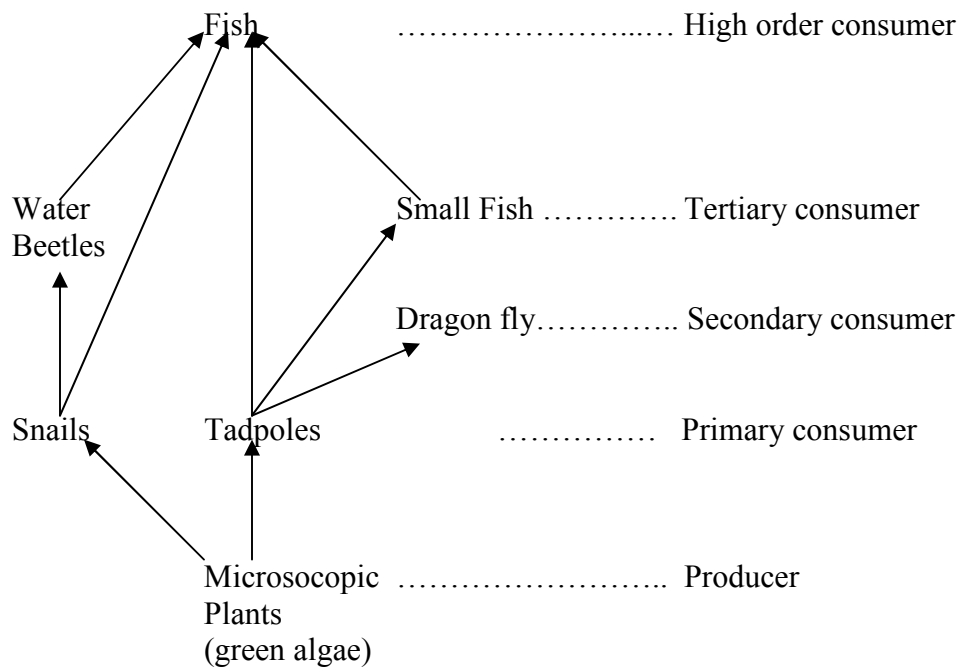 Fish …………………...… High order consumer
Water
Beetles
Small Fish …………. Tertiary consumer
Dragon fly………….. Secondary consumer
Snails Tadpoles …………… Primary consumer
Microsocopic …………………….. Producer
Plants
(green algae)